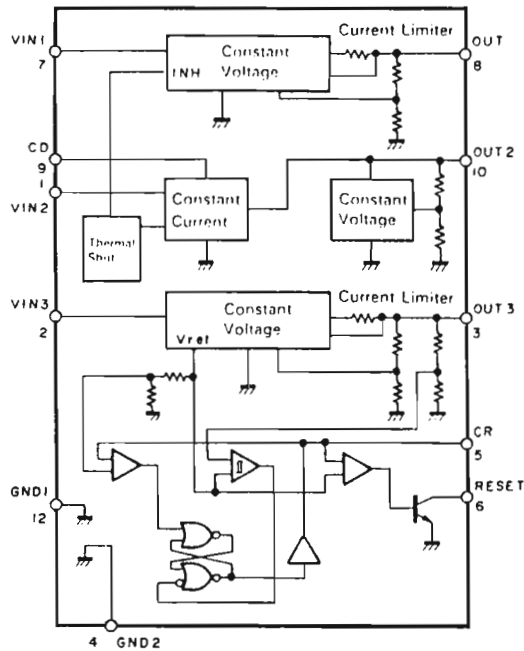 VIN1
7
Current Limiter
OUT
8
Constant
Voltage
INH
CD
9
1
VIN2
Constant
Current
Thermal
Shut
OUT2
10
Constant
Voltage
VIN3
2
Constant
Voltage
Vref
Current Limiter
OUT 3
3
CR
5
RESET
6
GND1
12
4 GND2